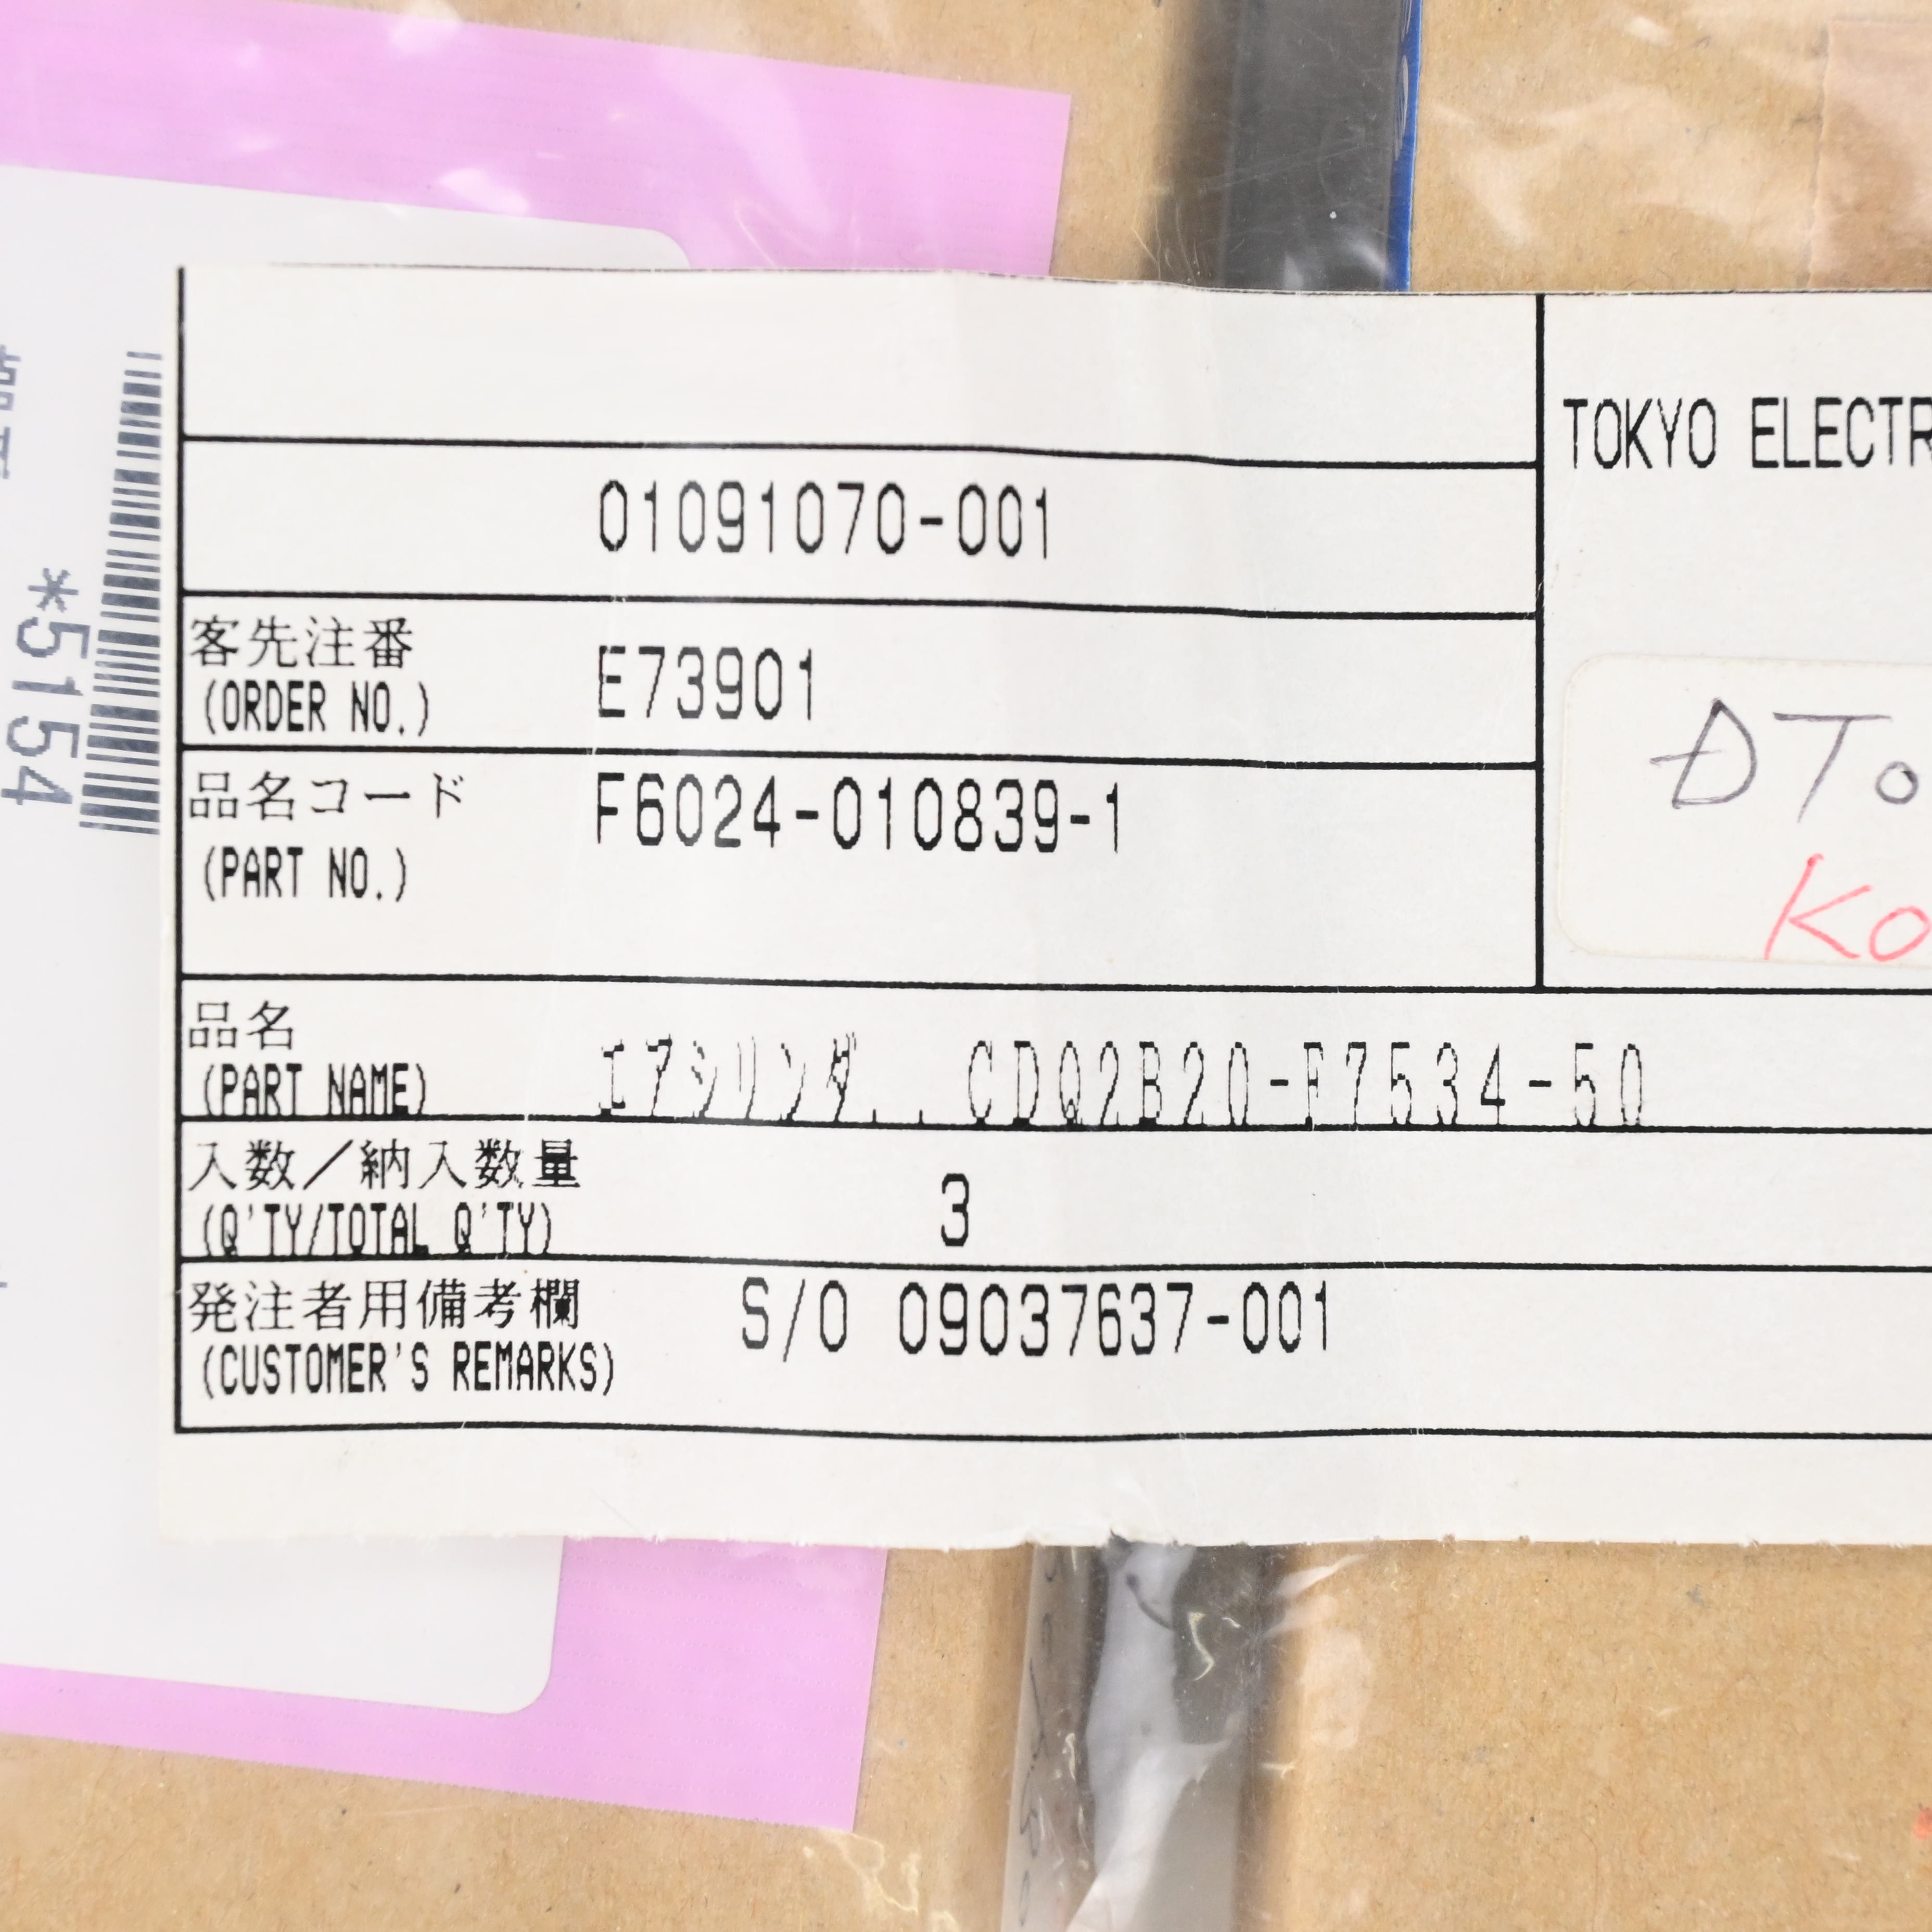 TOKYO ELECTR
01091070-001
客先注番
(ORDER NO.)
E73901
品名コード
(PART NO.)
F6024-010839-1
DTo
Ko
品名
(PART NAME)
エアシリンダ、、CDQ2B20-F7534-50
入数／納入数量
(Q'TY/TOTAL Q'TY)
3
発注者用備考欄
(CUSTOMER'S REMARKS)
S/O 09037637-001
*5154